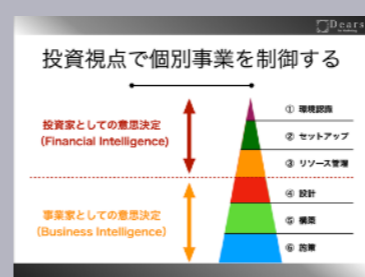 Dears
投資視点で個別事業を制御する
投資家としての意思決定
（Financial Intelligence）
事業家としての意思決定
（Business Intelligence）
① 環境認識
② セットアップ
③ リソース管理
④ 設計
⑤ 構築
⑥ 施策